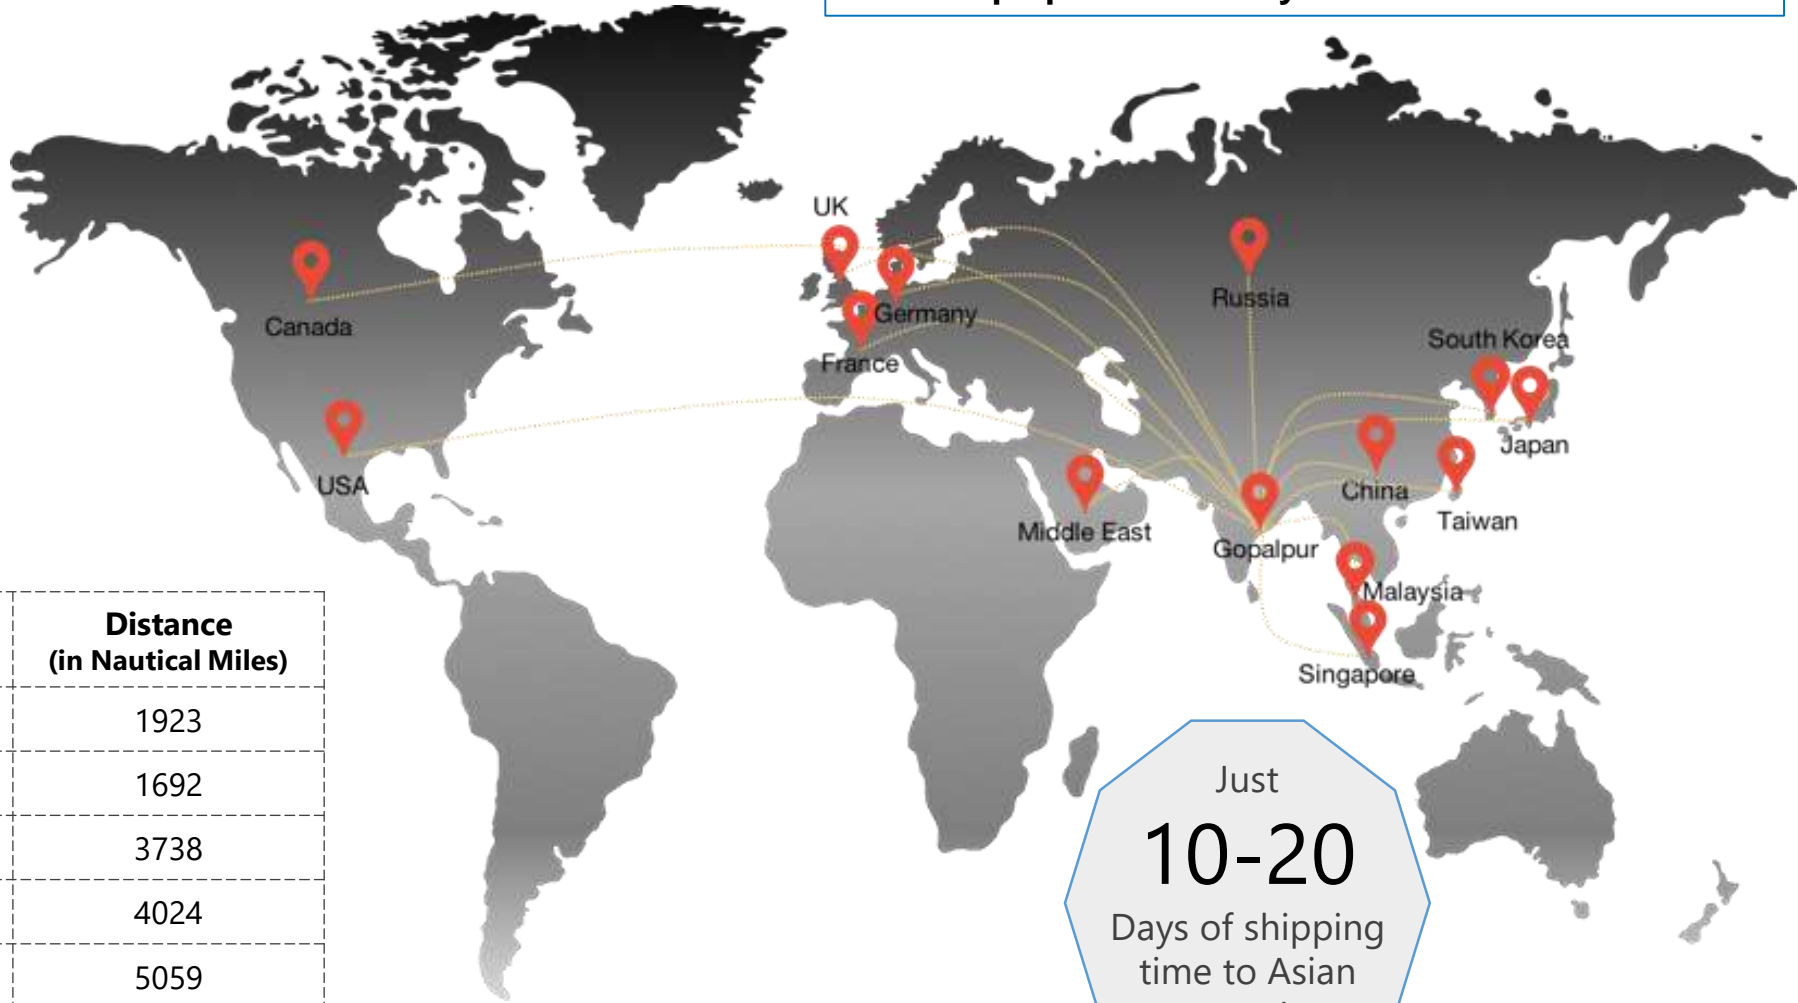 UK
Canada
Germany
France
Russia
South Korea
Japan
USA
China
Taiwan
Middle East
Gopalpur
Malaysia
Singapore
Distance
(in Nautical Miles)
1923
1692
3738
4024
5059
Just
10-20
Days of shipping
time to Asian